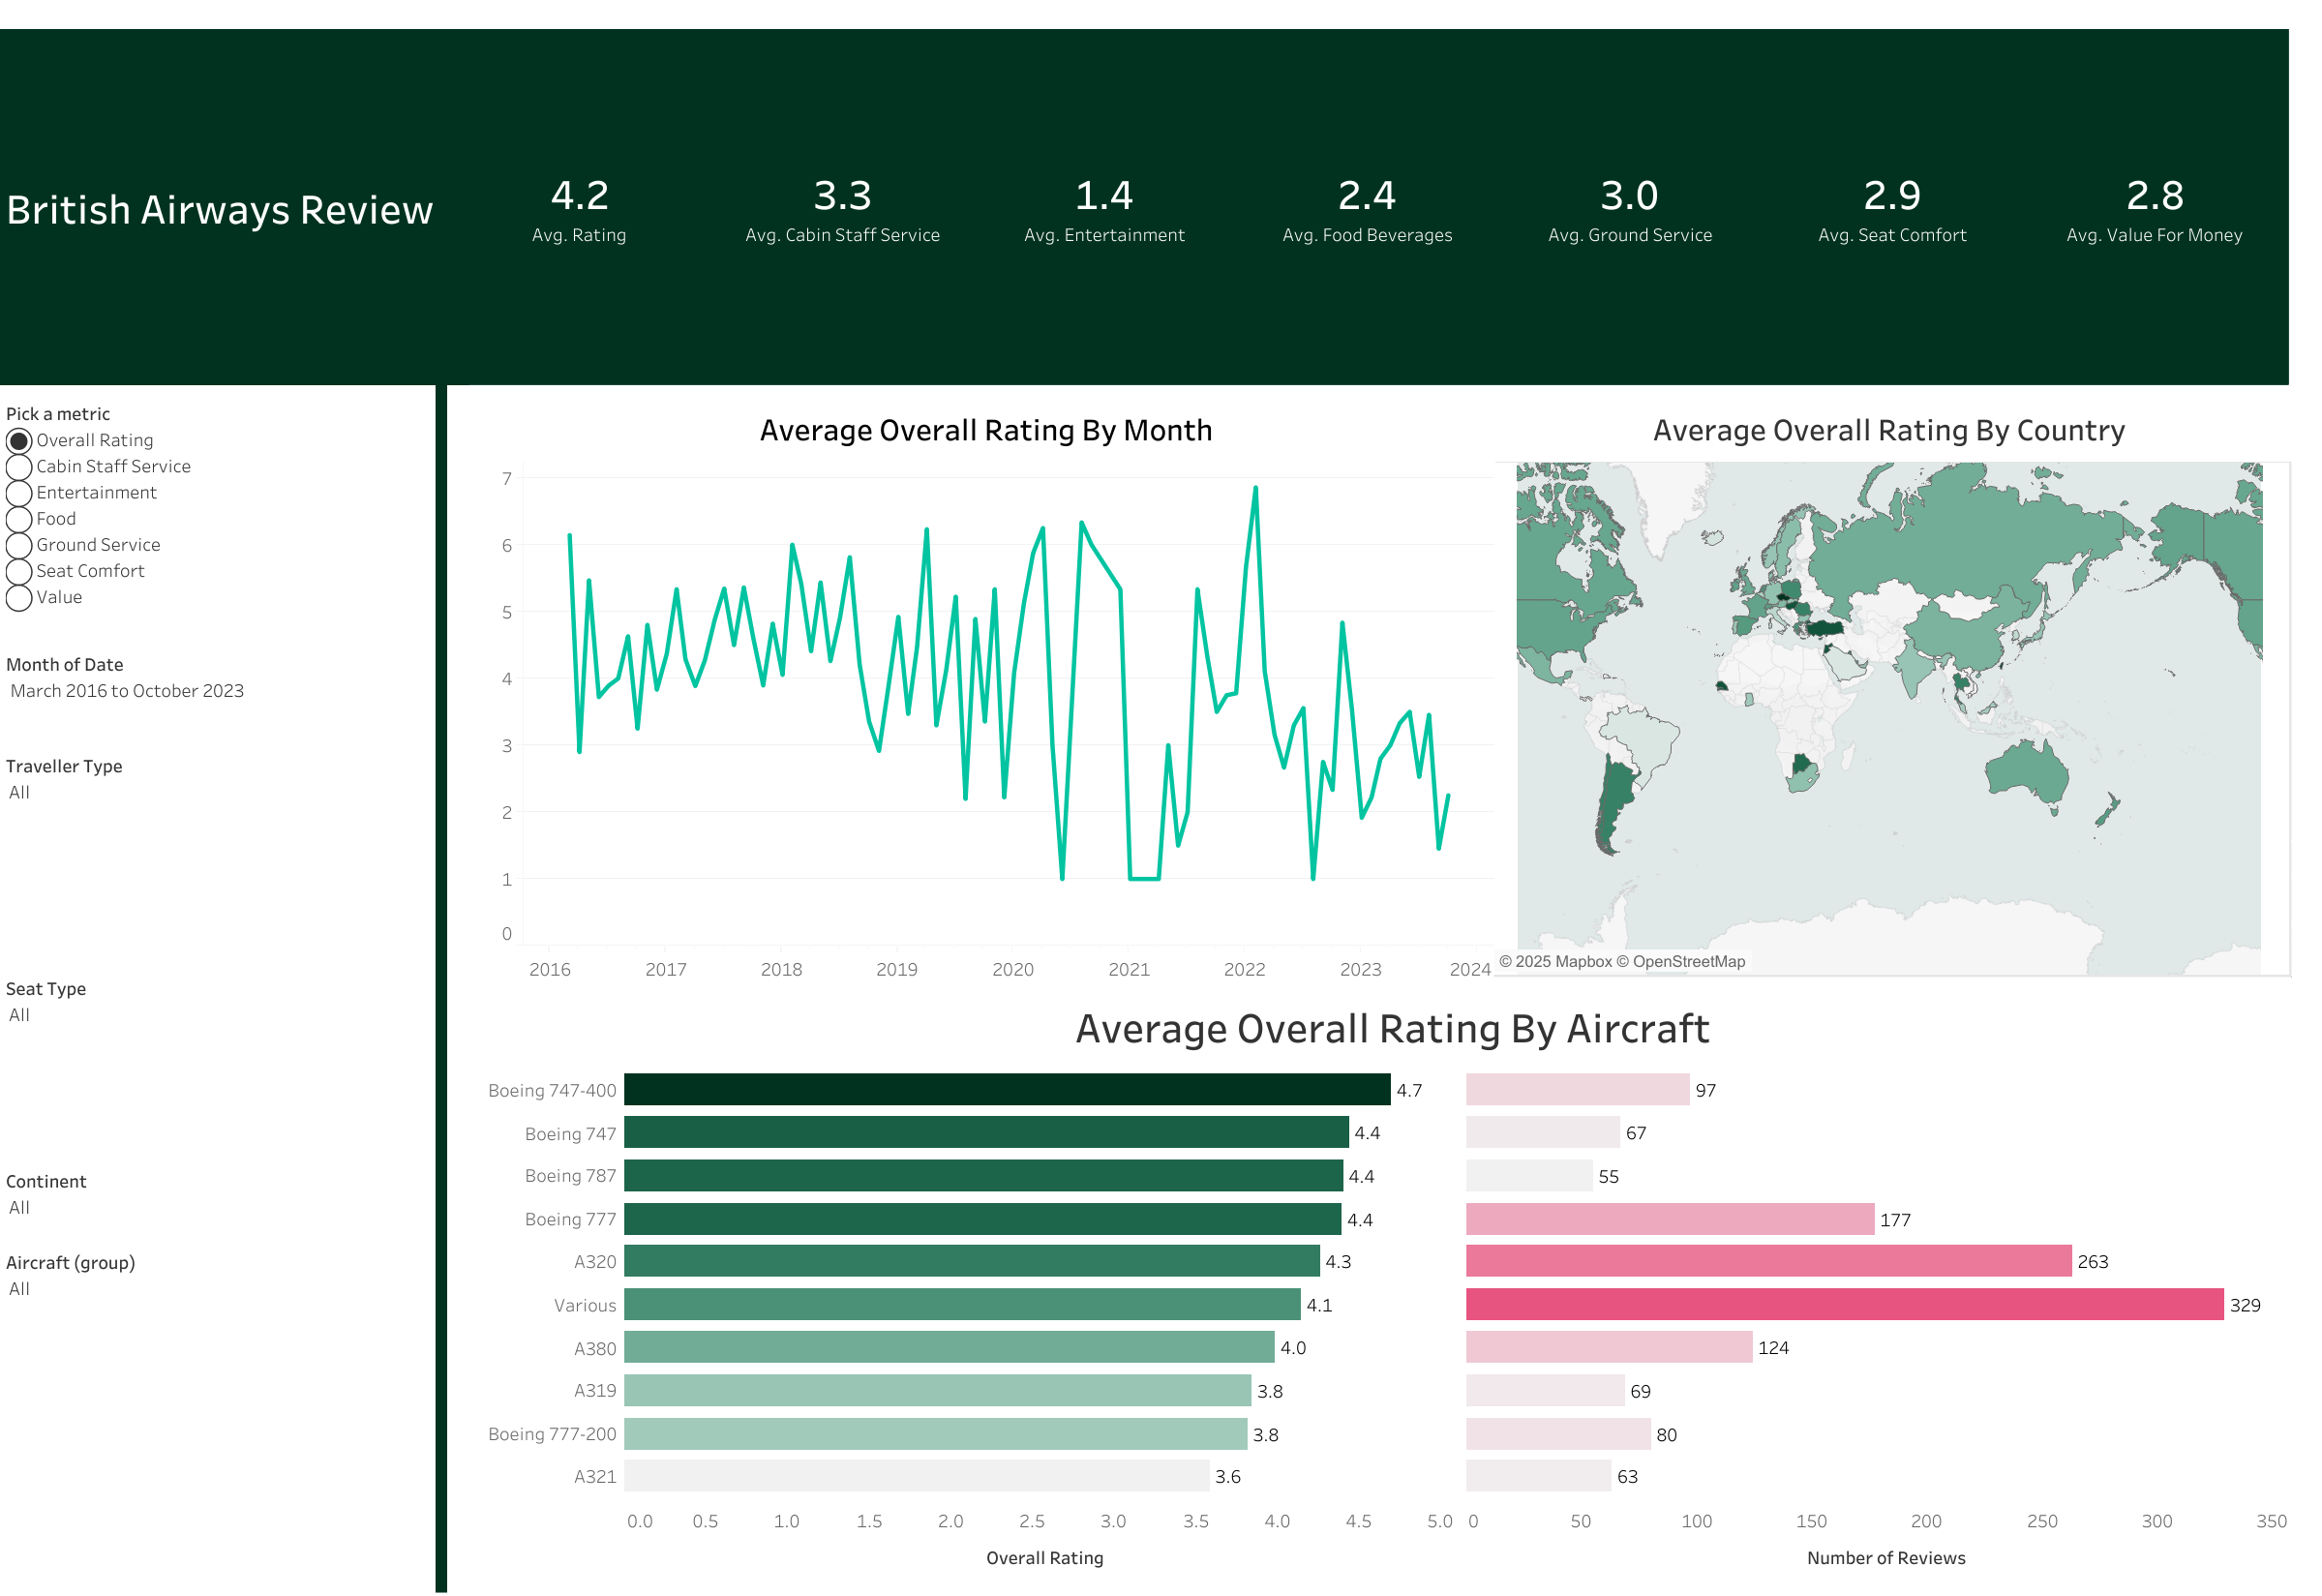 British Airways Review
4.2
Avg. Rating
3.3
Avg. Cabin Staff Service
1.4
Avg. Entertainment
2.4
Avg. Food Beverages
3.0
Avg. Ground Service
2.9
Avg. Seat Comfort
2.8
Avg. Value For Money
Pick a metric
Overall Rating
Cabin Staff Service
Entertainment
Food
Ground Service
Seat Comfort
Value
Month of Date
March 2016 to October 2023
Traveller Type
All
Seat Type
All
Continent
All
Aircraft (group)
All
Average Overall Rating By Month
7
6
5
4
3
2
1
0
2016 2017 2018 2019 2020 2021 2022 2023 2024
Average Overall Rating By Country
© 2025 Mapbox © OpenStreetMap
Average Overall Rating By Aircraft
Boeing 747-400 4.7 97
Boeing 747 4.4 67
Boeing 787 4.4 55
Boeing 777 4.4 177
A320 4.3 263
Various 4.1 329
A380 4.0 124
A319 3.8 69
Boeing 777-200 3.8 80
A321 3.6 63
0.0 0.5 1.0 1.5 2.0 2.5 3.0 3.5 4.0 4.5 5.0
Overall Rating
0 50 100 150 200 250 300 350
Number of Reviews